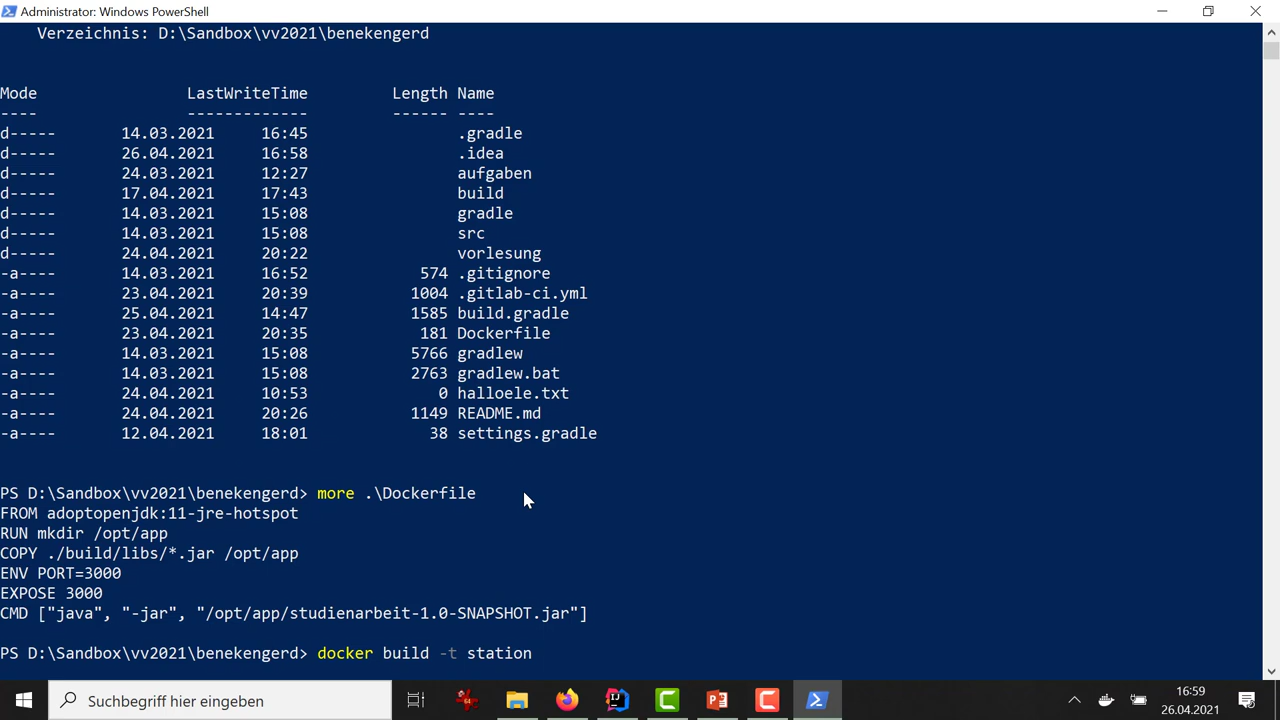 Administrator: Windows PowerShell
Verzeichnis: D:\Sandbox\vv2021\benekengerd
Mode LastWriteTime Length Name
---- ------------- ------ ----
d----- 14.03.2021 16:45 .gradle
d----- 26.04.2021 16:58 .idea
d----- 24.03.2021 12:27 aufgaben
d----- 17.04.2021 17:43 build
d----- 14.03.2021 15:08 gradle
d----- 14.03.2021 15:08 src
d----- 24.04.2021 20:22 vorlesung
-a---- 14.03.2021 16:52 574 .gitignore
-a---- 23.04.2021 20:39 1004 .gitlab-ci.yml
-a---- 25.04.2021 14:47 1585 build.gradle
-a---- 23.04.2021 20:35 181 Dockerfile
-a---- 14.03.2021 15:08 5766 gradlew
-a---- 14.03.2021 15:08 2763 gradlew.bat
-a---- 24.04.2021 10:53 0 halloele.txt
-a---- 24.04.2021 20:26 1149 README.md
-a---- 12.04.2021 18:01 38 settings.gradle
PS D:\Sandbox\vv2021\benekengerd> more .\Dockerfile
FROM adoptopenjdk:11-jre-hotspot
RUN mkdir /opt/app
COPY ./build/libs/*.jar /opt/app
ENV PORT=3000
EXPOSE 3000
CMD ["java", "-jar", "/opt/app/studienarbeit-1.0-SNAPSHOT.jar"]
PS D:\Sandbox\vv2021\benekengerd> docker build -t station
Suchbegriff hier eingeben
16:59
26.04.2021